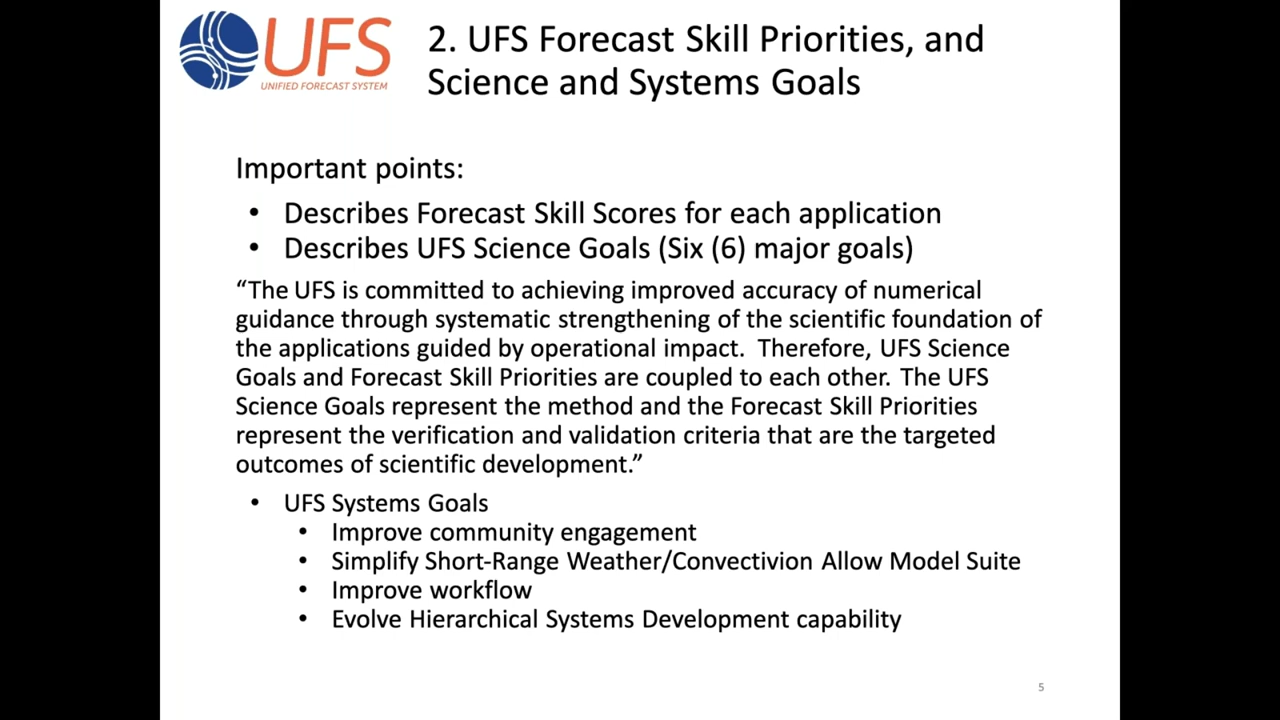 UFS
UNIFIED FORECAST SYSTEM
2. UFS Forecast Skill Priorities, and
Science and Systems Goals
Important points:
• Describes Forecast Skill Scores for each application
• Describes UFS Science Goals (Six (6) major goals)
“The UFS is committed to achieving improved accuracy of numerical
guidance through systematic strengthening of the scientific foundation of
the applications guided by operational impact.  Therefore, UFS Science
Goals and Forecast Skill Priorities are coupled to each other. The UFS
Science Goals represent the method and the Forecast Skill Priorities
represent the verification and validation criteria that are the targeted
outcomes of scientific development.”
• UFS Systems Goals
• Improve community engagement
• Simplify Short-Range Weather/Convectivion Allow Model Suite
• Improve workflow
• Evolve Hierarchical Systems Development capability
5